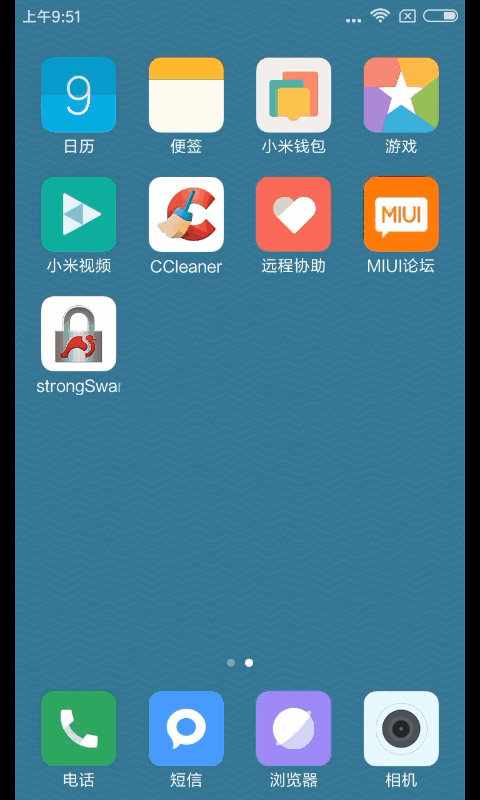 上午9:51
9
日历
便签
小米钱包
游戏
小米视频
CCleaner
远程协助
MIUI
MIUI论坛
strongSwa
电话
短信
浏览器
相机